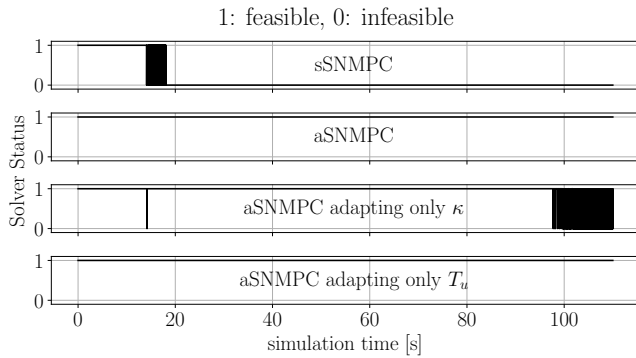 1: feasible, 0: infeasible
Solver Status
1
0
sSNMPC
1
0
aSNMPC
1
0
aSNMPC adapting only κ
1
0
aSNMPC adapting only T_u
0 20 40 60 80 100
simulation time [s]